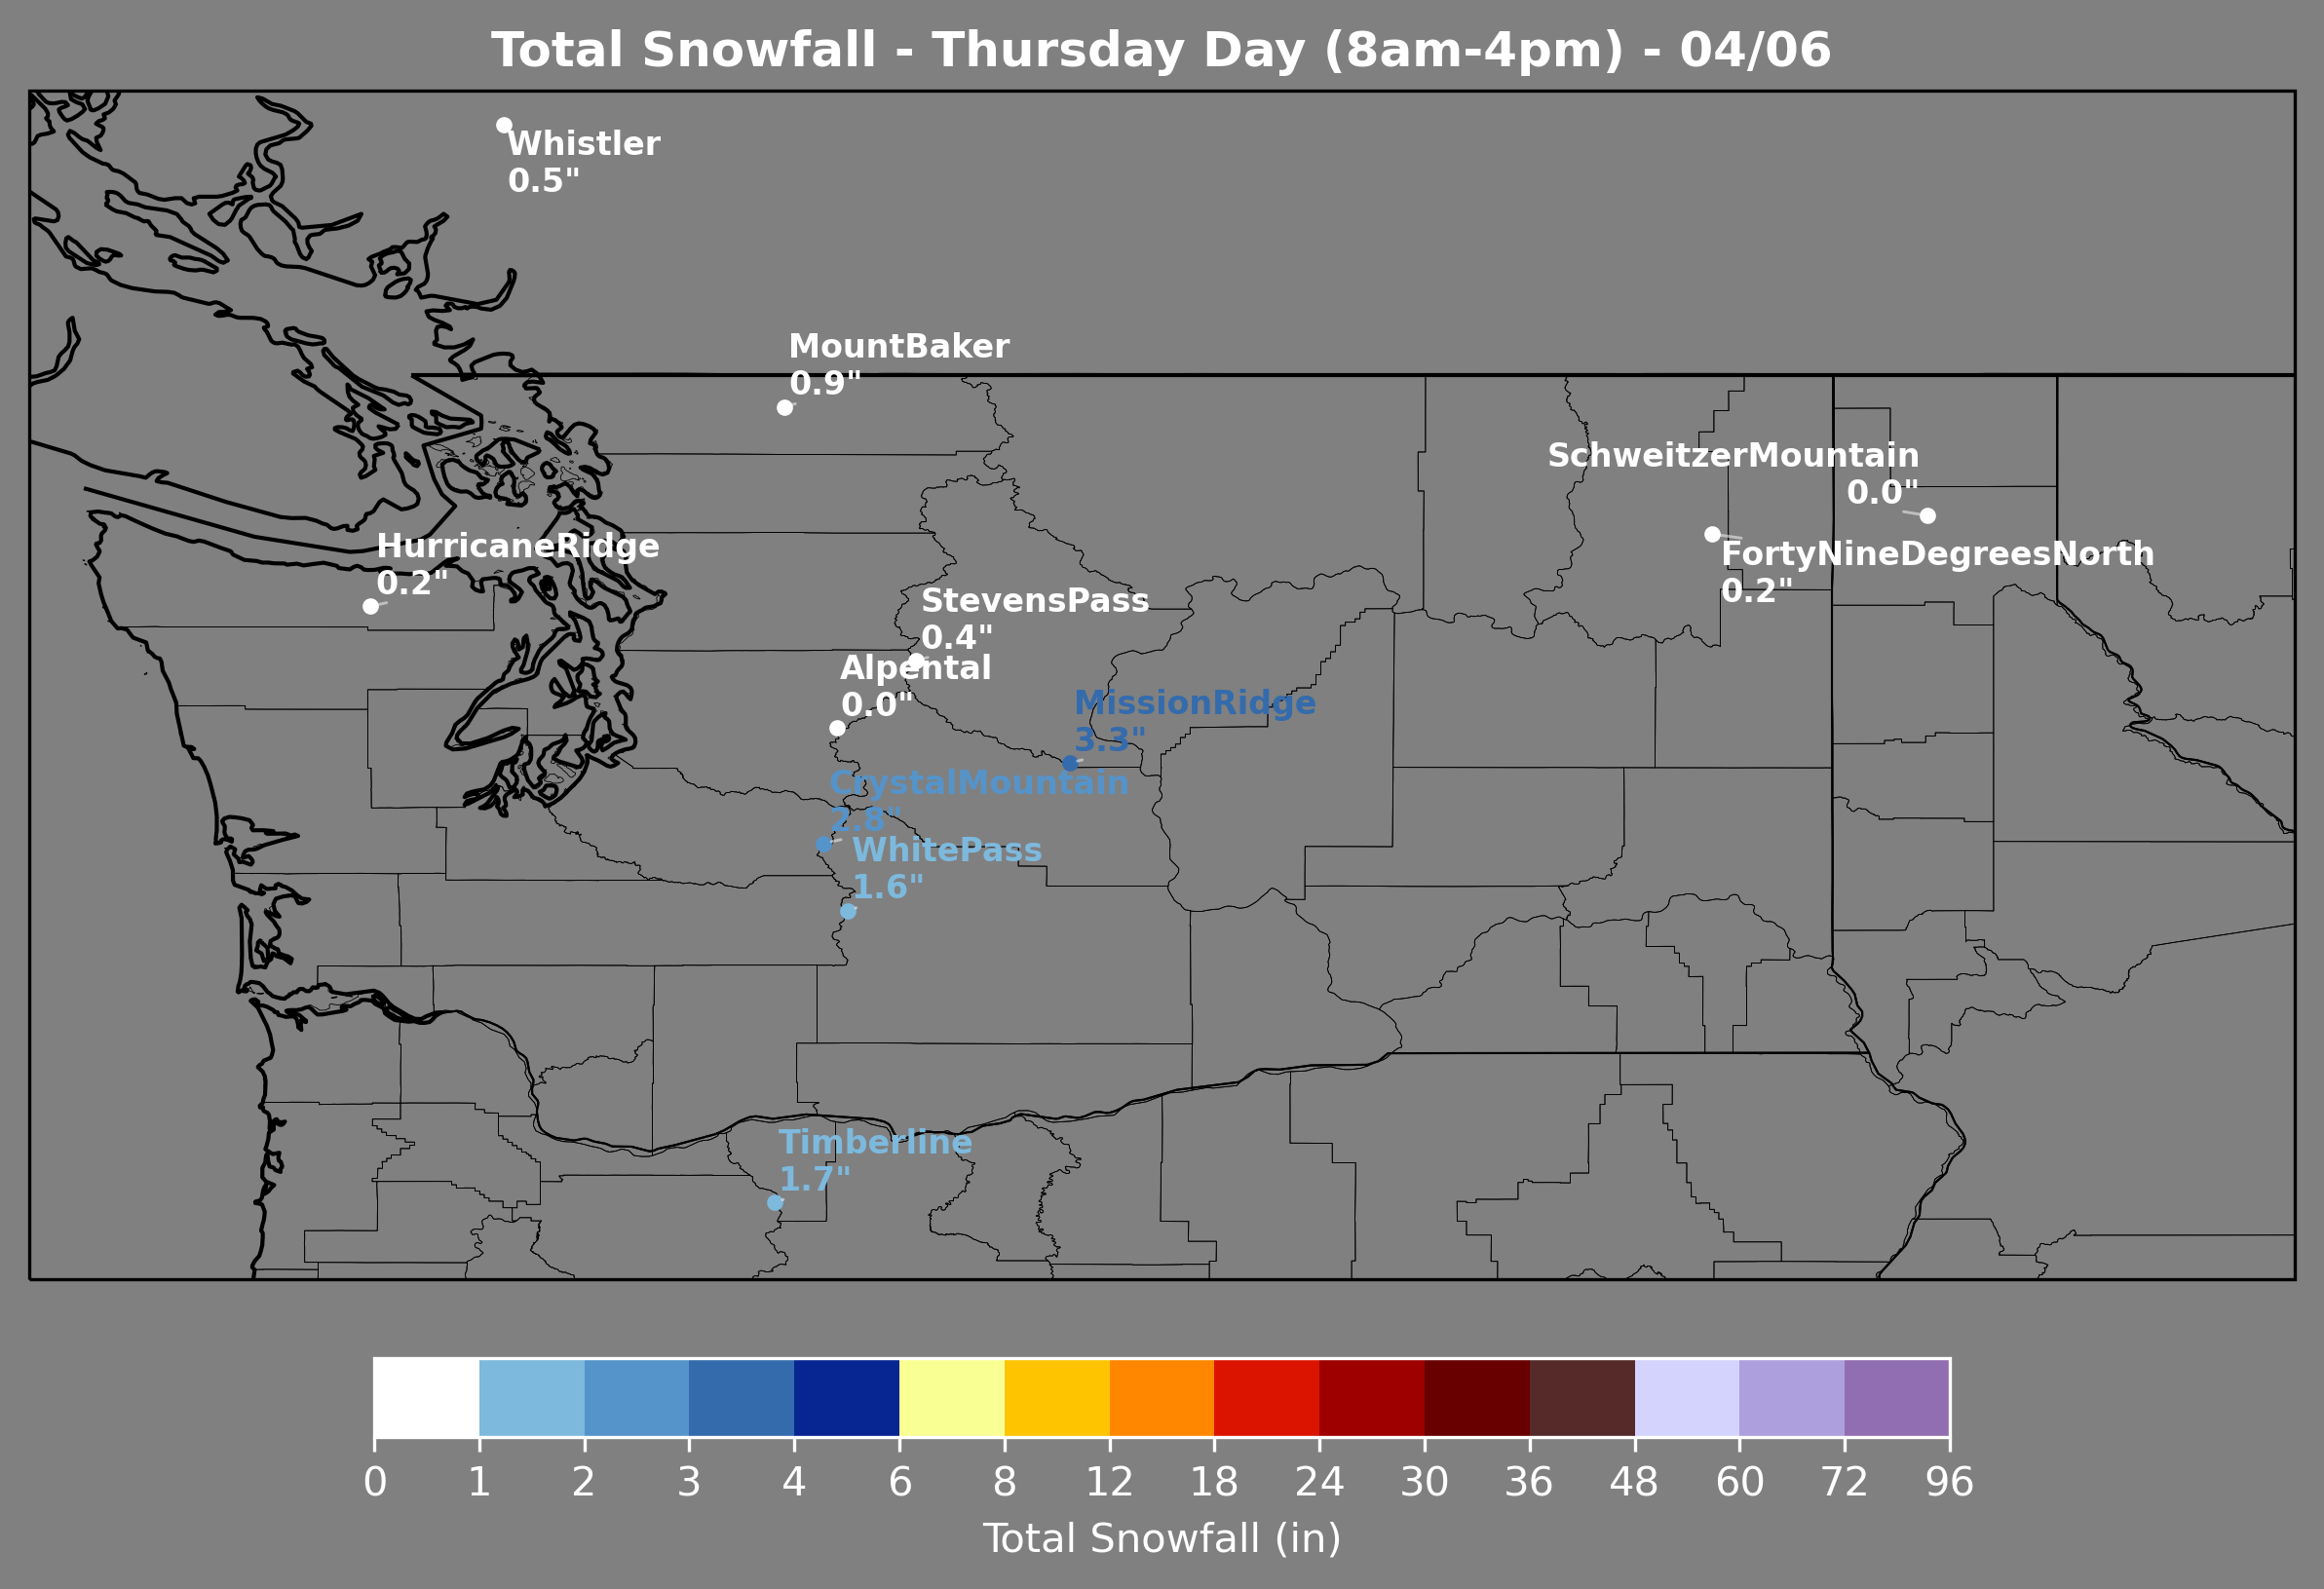 Total Snowfall - Thursday Day (8am-4pm) - 04/06
Whistler
0.5"
MountBaker
0.9"
SchweitzerMountain
0.0"
HurricaneRidge
0.2"
FortyNineDegreesNorth
0.2"
StevensPass
0.4"
Alpental
0.0"
MissionRidge
3.3"
CrystalMountain
2.8"
WhitePass
1.6"
Timberline
1.7"
0 1 2 3 4 6 8 12 18 24 30 36 48 60 72 96
Total Snowfall (in)